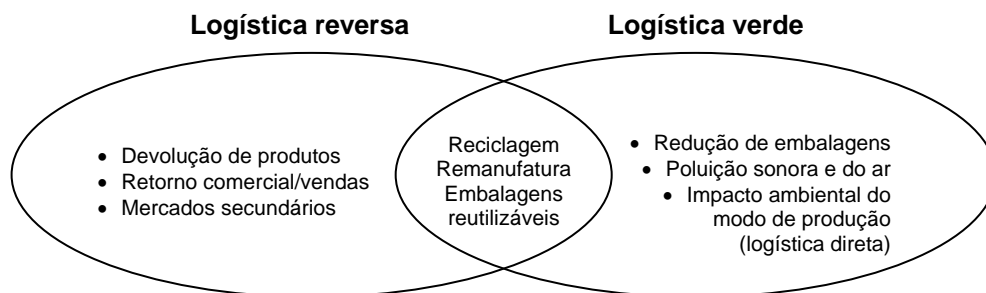 Logística reversa
Logística verde
• Devolução de produtos
• Retorno comercial/vendas
• Mercados secundários
Reciclagem
Remanufatura
Embalagens
reutilizáveis
• Redução de embalagens
• Poluição sonora e do ar
• Impacto ambiental do
modo de produção
(logística direta)